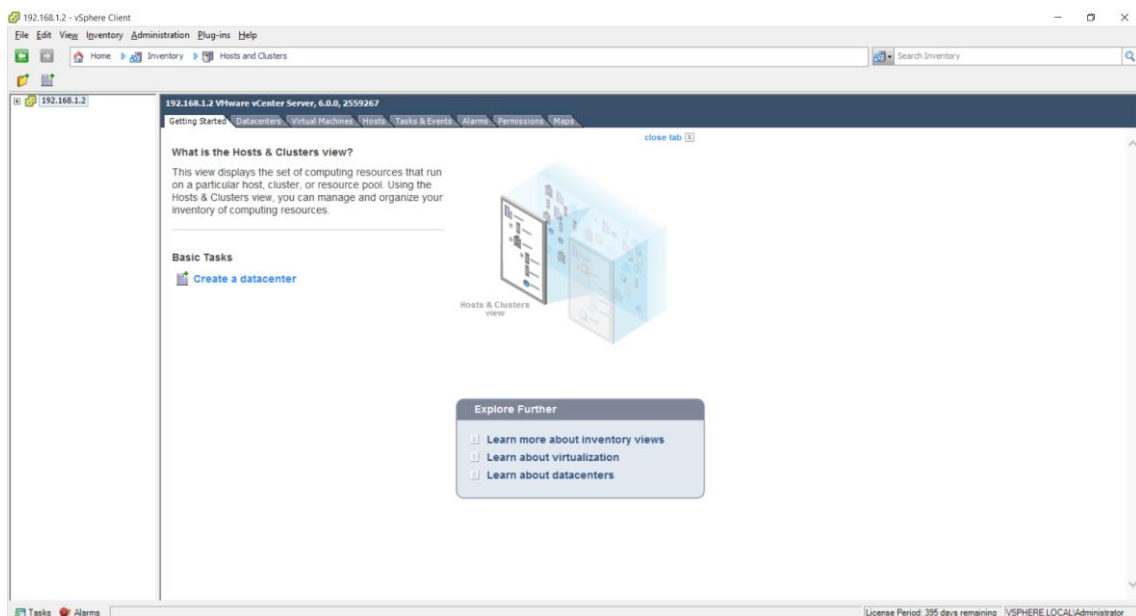 192.168.1.2 - vSphere Client
File Edit View Inventory Administration Plug-ins Help
Home Inventory Hosts and Clusters
Search Inventory
192.168.1.2
192.168.1.2 VMware vCenter Server, 6.0.0, 2559267
Getting Started Datacenters Virtual Machines Hosts Tasks & Events Alarms Permissions Maps
close tab
What is the Hosts & Clusters view?
This view displays the set of computing resources that run
on a particular host, cluster, or resource pool. Using the
Hosts & Clusters view, you can manage and organize your
inventory of computing resources.
Basic Tasks
Create a datacenter
Hosts & Clusters
view
Explore Further
Learn more about inventory views
Learn about virtualization
Learn about datacenters
Tasks Alarms
License Period: 395 days remaining VSPHERE.LOCAL\Administrator